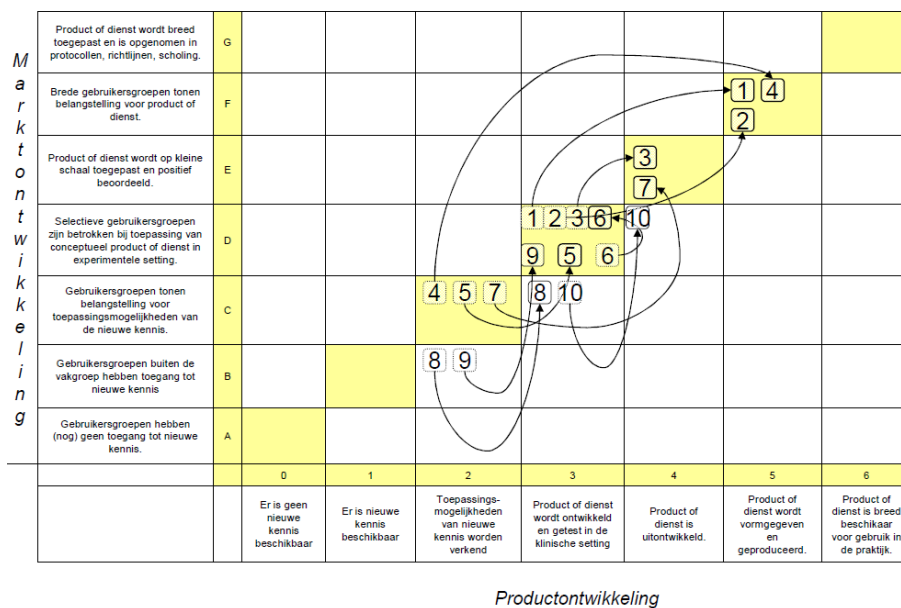 Marktontwikkeling
Product of dienst wordt breed
toegepast en is opgenomen in
protocollen, richtlijnen, scholing.
G
Brede gebruikersgroepen tonen
belangstelling voor product of
dienst.
F
1 4
2
Product of dienst wordt op kleine
schaal toegepast en positief
beoordeeld.
E
3
7
Selectieve gebruikersgroepen
zijn betrokken bij toepassing van
conceptueel product of dienst in
experimentele setting.
D
1 2 3 6 10
9 5 6
Gebruikersgroepen tonen
belangstelling voor
toepassingsmogelijkheden van
de nieuwe kennis.
C
4 5 7 8 10
Gebruikersgroepen buiten de
vakgroep hebben toegang tot
nieuwe kennis
B
8 9
Gebruikersgroepen hebben
(nog) geen toegang tot nieuwe
kennis.
A
0 1 2 3 4 5 6
Er is geen
nieuwe
kennis
beschikbaar
Er is nieuwe
kennis
beschikbaar
Toepassings-
mogelijkheden
van nieuwe
kennis worden
verkend
Product of dienst
wordt ontwikkeld
en getest in de
klinische setting
Product of
dienst is
uitontwikkeld.
Product of
dienst wordt
vormgegeven
en
geproduceerd.
Product of
dienst is breed
beschikaar
voor gebruik in
de praktijk.
Productontwikkeling